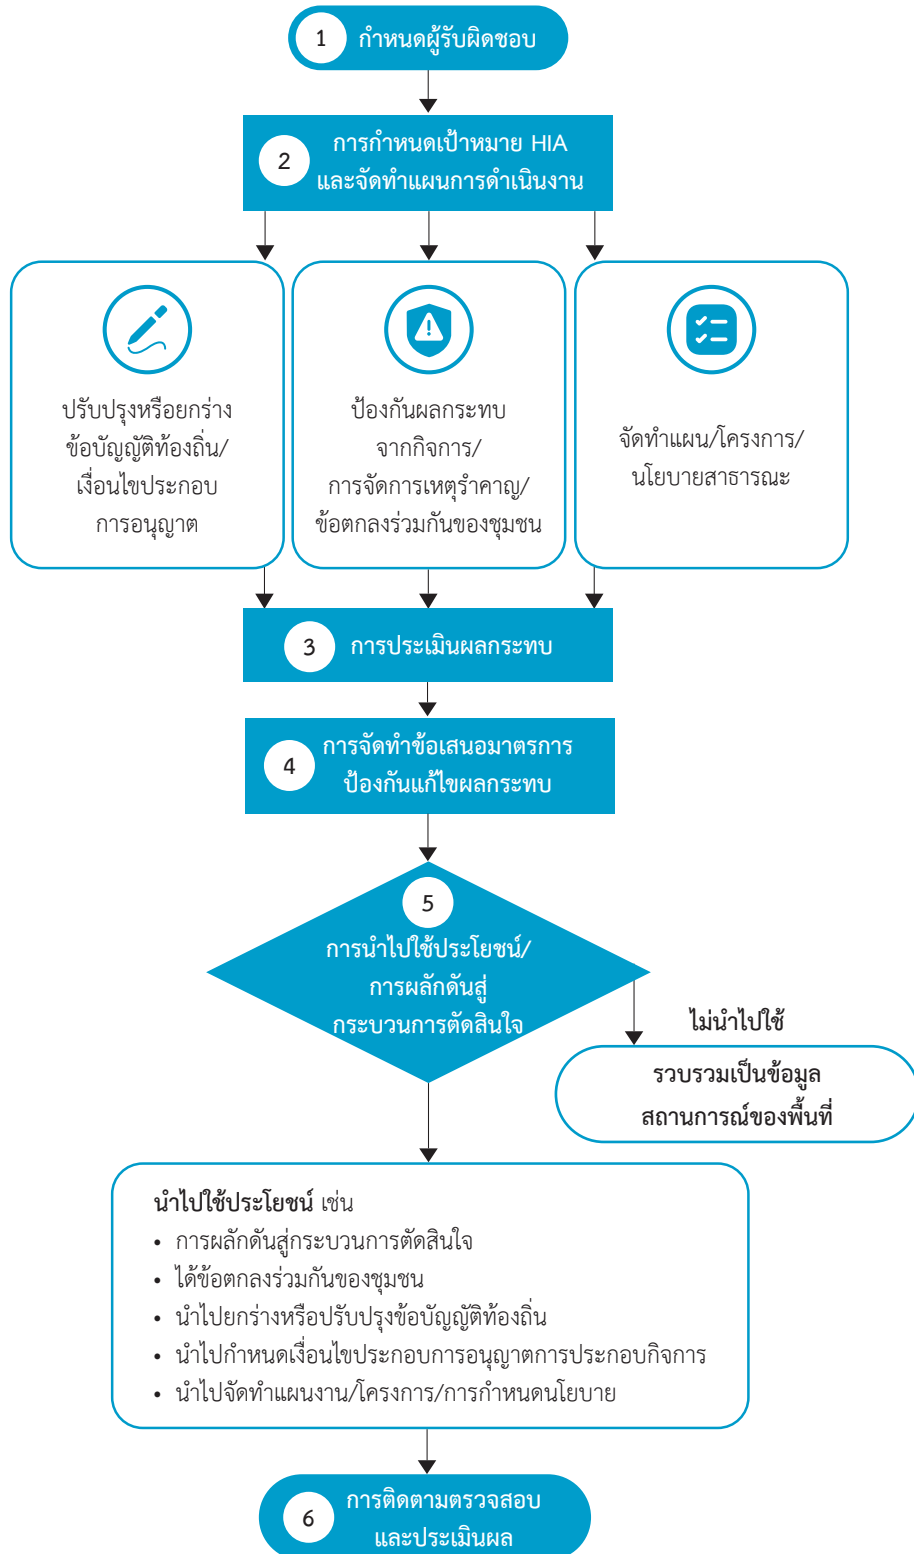 1 กำหนดผู้รับผิดชอบ
2 การกำหนดเป้าหมาย HIA
และจัดทำแผนการดำเนินงาน
ปรับปรุงหรือยกร่าง
ข้อบัญญัติท้องถิ่น/
เงื่อนไขประกอบ
การอนุญาต
ป้องกันผลกระทบ
จากกิจการ/
การจัดการเหตุรำคาญ/
ข้อตกลงร่วมกันของชุมชน
จัดทำแผน/โครงการ/
นโยบายสาธารณะ
3 การประเมินผลกระทบ
4 การจัดทำข้อเสนอมาตรการ
ป้องกันแก้ไขผลกระทบ
5
การนำไปใช้ประโยชน์/
การผลักดันสู่
กระบวนการตัดสินใจ
ไม่นำไปใช้
รวบรวมเป็นข้อมูล
สถานการณ์ของพื้นที่
นำไปใช้ประโยชน์ เช่น
• การผลักดันสู่กระบวนการตัดสินใจ
• ได้ข้อตกลงร่วมกันของชุมชน
• นำไปยกร่างหรือปรับปรุงข้อบัญญัติท้องถิ่น
• นำไปกำหนดเงื่อนไขประกอบการอนุญาตการประกอบกิจการ
• นำไปจัดทำแผนงาน/โครงการ/การกำหนดนโยบาย
6 การติดตามตรวจสอบ
และประเมินผล